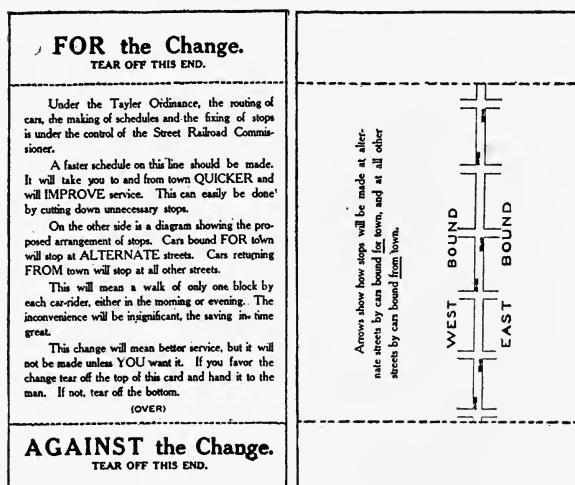 FOR the Change.
TEAR OFF THIS END.
Under the Tayler Ordinance, the routing of
cars, the making of schedules and the fixing of stops
is under the control of the Street Railroad Commis-
sioner.
A faster schedule on this line should be made.
It will take you to and from town QUICKER and
will IMPROVE service. This can easily be done
by cutting down unnecessary stops.
On the other side is a diagram showing the pro-
posed arrangement of stops. Cars bound FOR town
will stop at ALTERNATE streets. Cars returning
FROM town will stop at all other streets.
This will mean a walk of only one block by
each car-rider, either in the morning or evening. The
inconvenience will be insignificant, the saving in time
great.
This change will mean better service, but it will
not be made unless YOU want it. If you favor the
change tear off the top of this card and hand it to the
man. If not, tear off the bottom.
(OVER)
AGAINST the Change.
TEAR OFF THIS END.
Arrows show how stops will be made at alter-
nate streets by cars bound for town, and at all other
streets by cars bound from town.
WEST BOUND
EAST BOUND